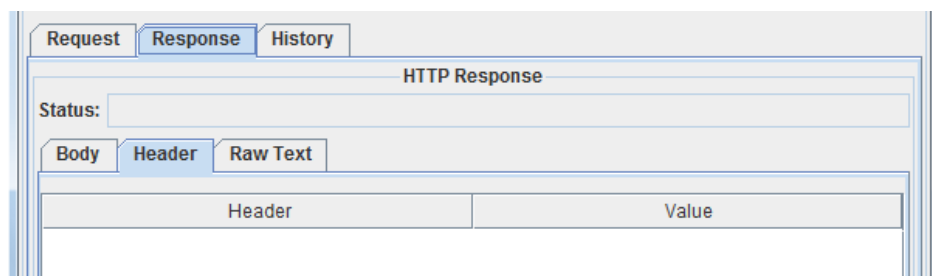 Request Response History
HTTP Response
Status:
Body Header Raw Text
Header Value